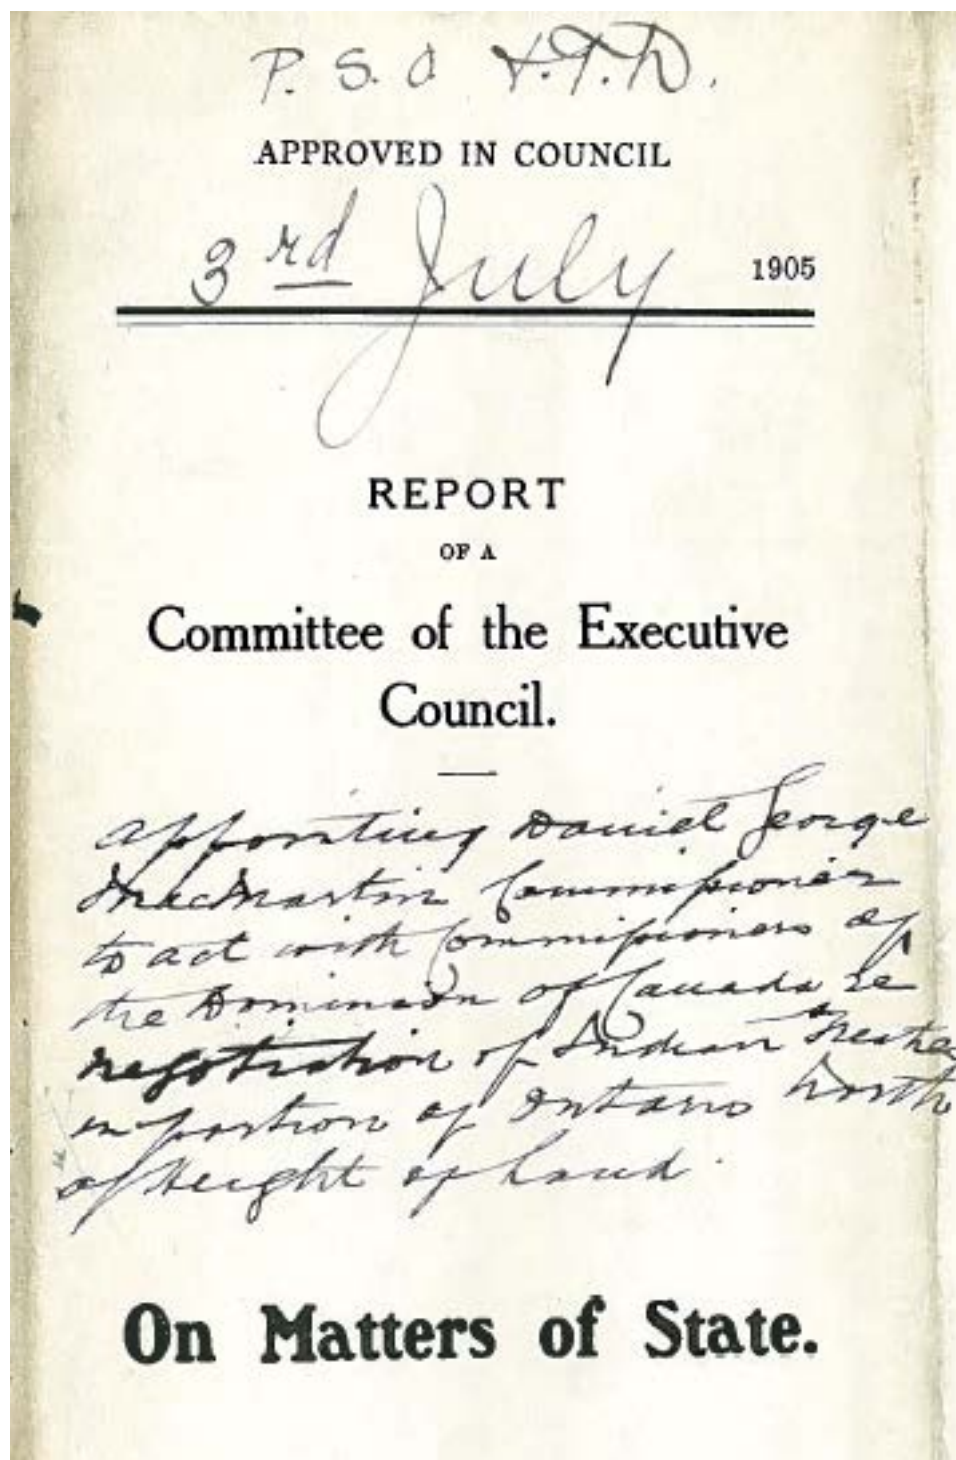 P. S. O
APPROVED IN COUNCIL
3rd July 1905
REPORT
OF A
Committee of the Executive
Council.
appointing Daniel George
MacMartin Commissioner
to act with Commissioners of
the Dominion of Canada re
negotiation of Indian Treaties
in portion of Ontario North
of Height of Land.
On Matters of State.